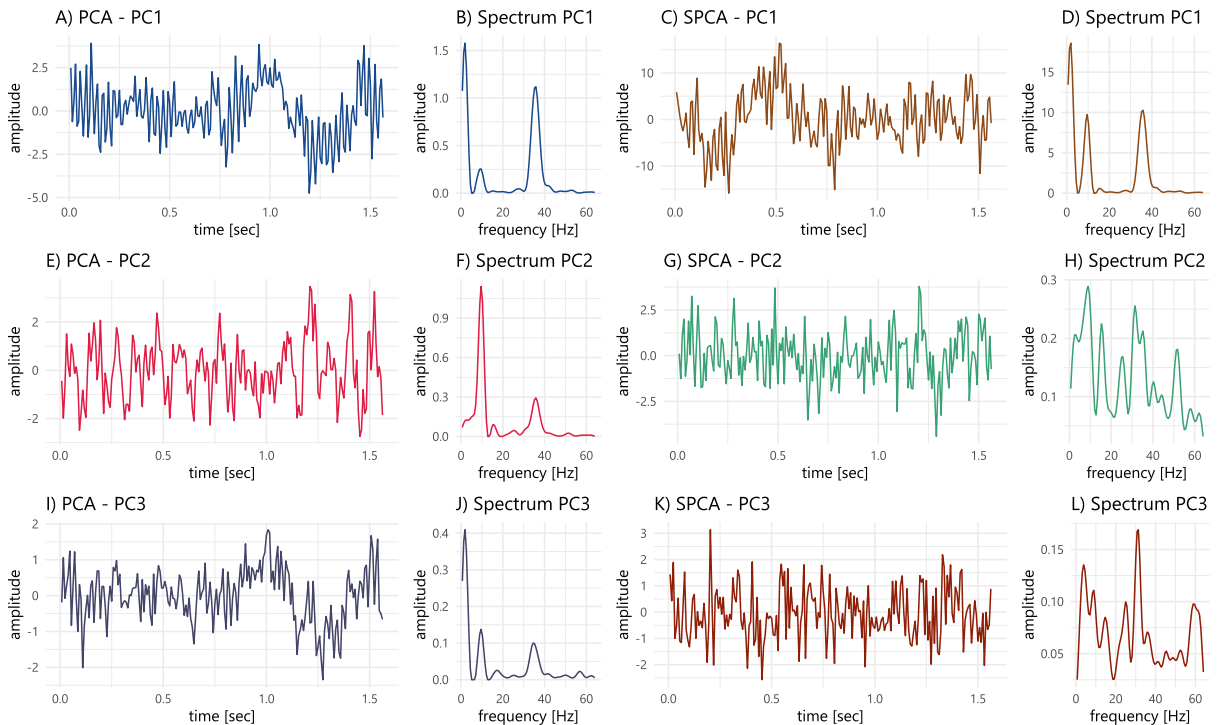 A) PCA - PC1
B) Spectrum PC1
C) SPCA - PC1
D) Spectrum PC1
amplitude
2.5
0.0
-2.5
-5.0
0.0 0.5 1.0 1.5
time [sec]
amplitude
1.5
1.0
0.5
0.0
0 20 40 60
frequency [Hz]
amplitude
10
0
-10
0.0 0.5 1.0 1.5
time [sec]
amplitude
15
10
5
0
0 20 40 60
frequency [Hz]
E) PCA - PC2
F) Spectrum PC2
G) SPCA - PC2
H) Spectrum PC2
amplitude
2
0
-2
0.0 0.5 1.0 1.5
time [sec]
amplitude
0.9
0.6
0.3
0.0
0 20 40 60
frequency [Hz]
amplitude
2.5
0.0
-2.5
0.0 0.5 1.0 1.5
time [sec]
amplitude
0.3
0.2
0.1
0 20 40 60
frequency [Hz]
I) PCA - PC3
J) Spectrum PC3
K) SPCA - PC3
L) Spectrum PC3
amplitude
2
1
0
-1
-2
0.0 0.5 1.0 1.5
time [sec]
amplitude
0.4
0.3
0.2
0.1
0.0
0 20 40 60
frequency [Hz]
amplitude
3
2
1
0
-1
-2
0.0 0.5 1.0 1.5
time [sec]
amplitude
0.15
0.10
0.05
0 20 40 60
frequency [Hz]